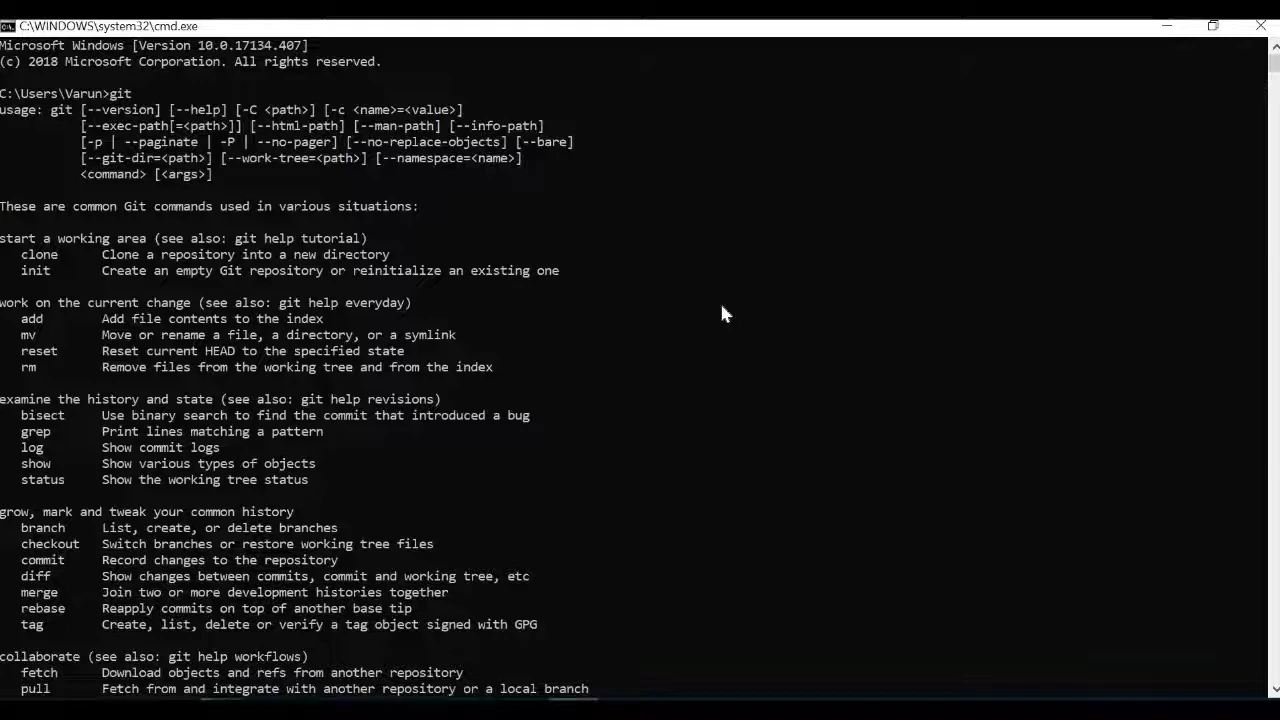 C:\WINDOWS\system32\cmd.exe
Microsoft Windows [Version 10.0.17134.407]
(c) 2018 Microsoft Corporation. All rights reserved.
C:\Users\Varun>git
usage: git [--version] [--help] [-C <path>] [-c <name>=<value>]
[--exec-path[=<path>]] [--html-path] [--man-path] [--info-path]
[-p | --paginate | -P | --no-pager] [--no-replace-objects] [--bare]
[--git-dir=<path>] [--work-tree=<path>] [--namespace=<name>]
<command> [<args>]
These are common Git commands used in various situations:
start a working area (see also: git help tutorial)
clone Clone a repository into a new directory
init Create an empty Git repository or reinitialize an existing one
work on the current change (see also: git help everyday)
add Add file contents to the index
mv Move or rename a file, a directory, or a symlink
reset Reset current HEAD to the specified state
rm Remove files from the working tree and from the index
examine the history and state (see also: git help revisions)
bisect Use binary search to find the commit that introduced a bug
grep Print lines matching a pattern
log Show commit logs
show Show various types of objects
status Show the working tree status
grow, mark and tweak your common history
branch List, create, or delete branches
checkout Switch branches or restore working tree files
commit Record changes to the repository
diff Show changes between commits, commit and working tree, etc
merge Join two or more development histories together
rebase Reapply commits on top of another base tip
tag Create, list, delete or verify a tag object signed with GPG
collaborate (see also: git help workflows)
fetch Download objects and refs from another repository
pull Fetch from and integrate with another repository or a local branch